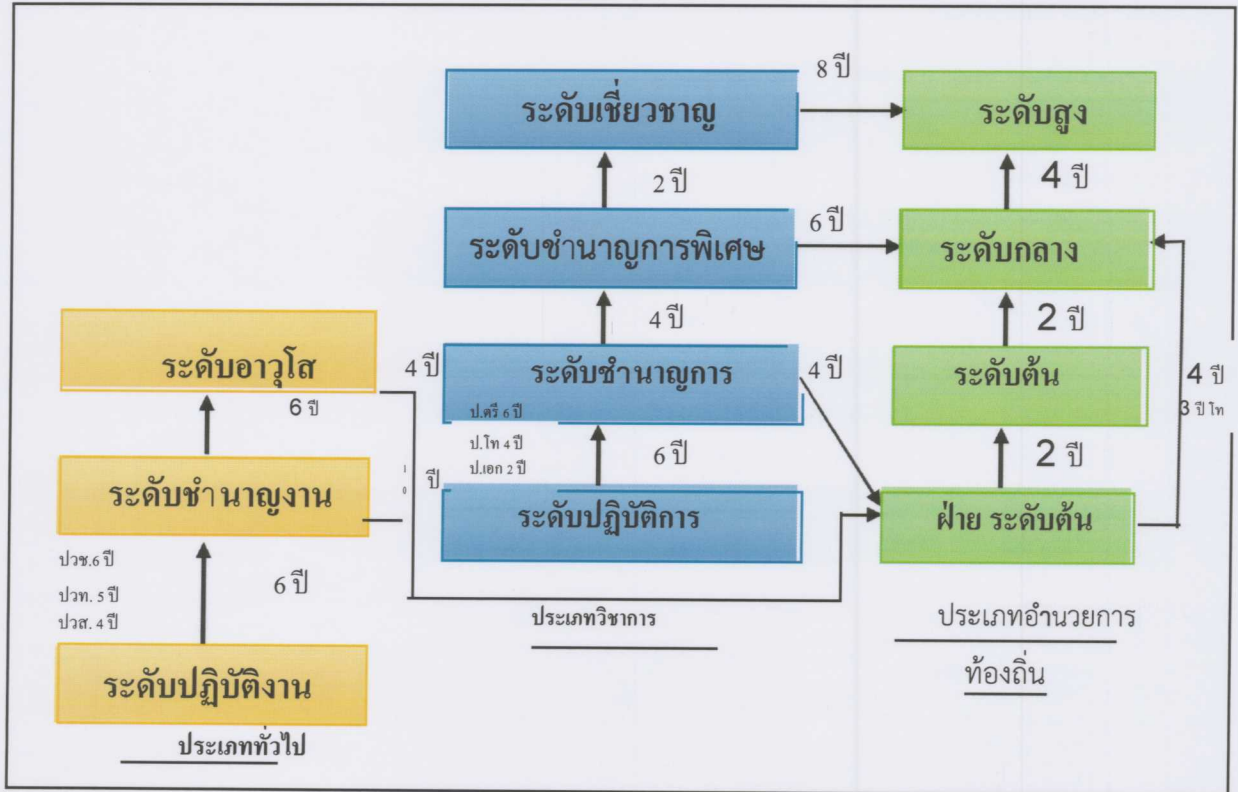 8 ปี
ระดับเชี่ยวชาญ
ระดับสูง
2 ปี
4 ปี
6 ปี
ระดับชำนาญการพิเศษ
ระดับกลาง
4 ปี
2 ปี
ระดับอาวุโส
4 ปี
ระดับชำนาญการ
4 ปี
ระดับต้น
4 ปี
3 ปี โท
6 ปี
ป.ตรี 6 ปี
ป.โท 4 ปี
ป.เอก 2 ปี
6 ปี
2 ปี
ระดับชำนาญงาน
1
0
ปี
ระดับปฏิบัติการ
ฝ่าย ระดับต้น
ปวช.6 ปี
ปวท. 5 ปี
ปวส. 4 ปี
6 ปี
ประเภทวิชาการ
ประเภทอำนวยการ
ท้องถิ่น
ระดับปฏิบัติงาน
ประเภททั่วไป